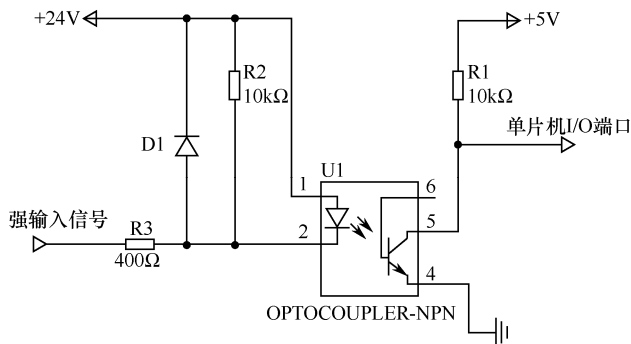 +24V
+5V
R2
10kΩ
R1
10kΩ
单片机I/O端口
D1
U1
1
6
强输入信号
R3
400Ω
2
5
4
OPTOCOUPLER-NPN